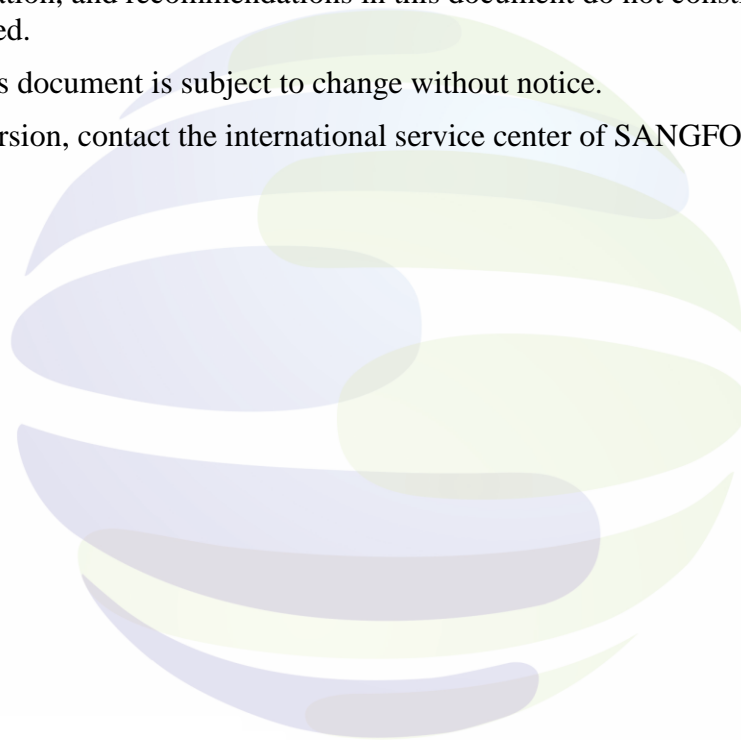 ation, and recommendations in this document do not consti
ed.
s document is subject to change without notice.
rsion, contact the international service center of SANGFO